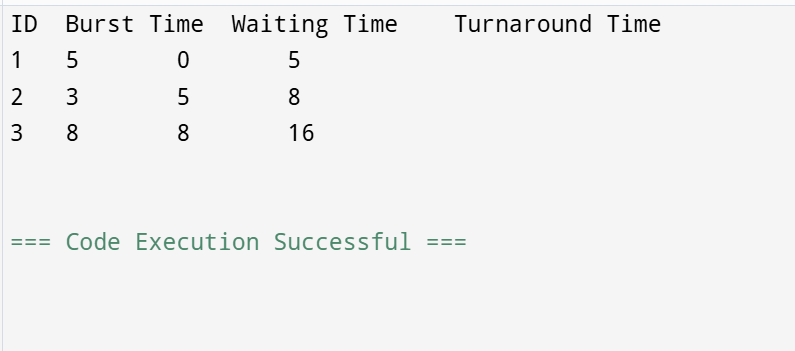 ID  Burst Time  Waiting Time    Turnaround Time
1   5       0       5
2   3       5       8
3   8       8       16
=== Code Execution Successful ===